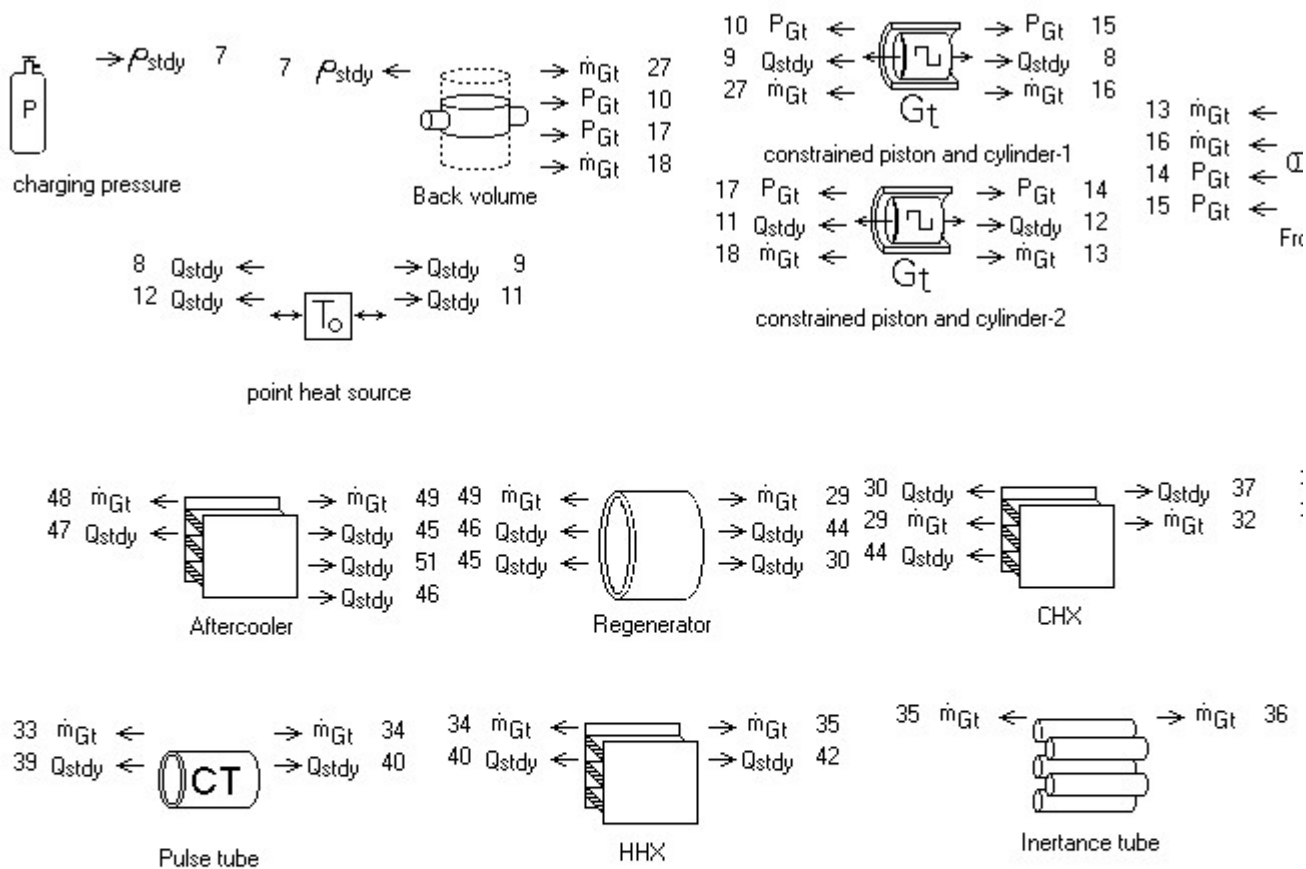 P
→ρstdy 7
charging pressure
7 ρstdy ←
→ ṁGt 27
→ PGt 10
→ PGt 17
→ ṁGt 18
Back volume
10 PGt ← → PGt 15
9 Qstdy ← → Qstdy 8
27 ṁGt ← → ṁGt 16
Gt
constrained piston and cylinder-1
17 PGt ← → PGt 14
11 Qstdy ← → Qstdy 12
18 ṁGt ← → ṁGt 13
Gt
constrained piston and cylinder-2
13 ṁGt ←
16 ṁGt ←
14 PGt ←
15 PGt ←
Fro
8 Qstdy ← → Qstdy 9
12 Qstdy ← → Qstdy 11
To
point heat source
48 ṁGt ← → ṁGt 49
47 Qstdy ← → Qstdy 45
→ Qstdy 51
→ Qstdy 46
Aftercooler
49 ṁGt ← → ṁGt 29
46 Qstdy ← → Qstdy 44
45 Qstdy ← → Qstdy 30
Regenerator
30 Qstdy ← → Qstdy 37
29 ṁGt ← → ṁGt 32
44 Qstdy ←
CHX
33 ṁGt ← → ṁGt 34
39 Qstdy ← → Qstdy 40
CT
Pulse tube
34 ṁGt ← → ṁGt 35
40 Qstdy ← → Qstdy 42
HHX
35 ṁGt ← → ṁGt 36
Inertance tube